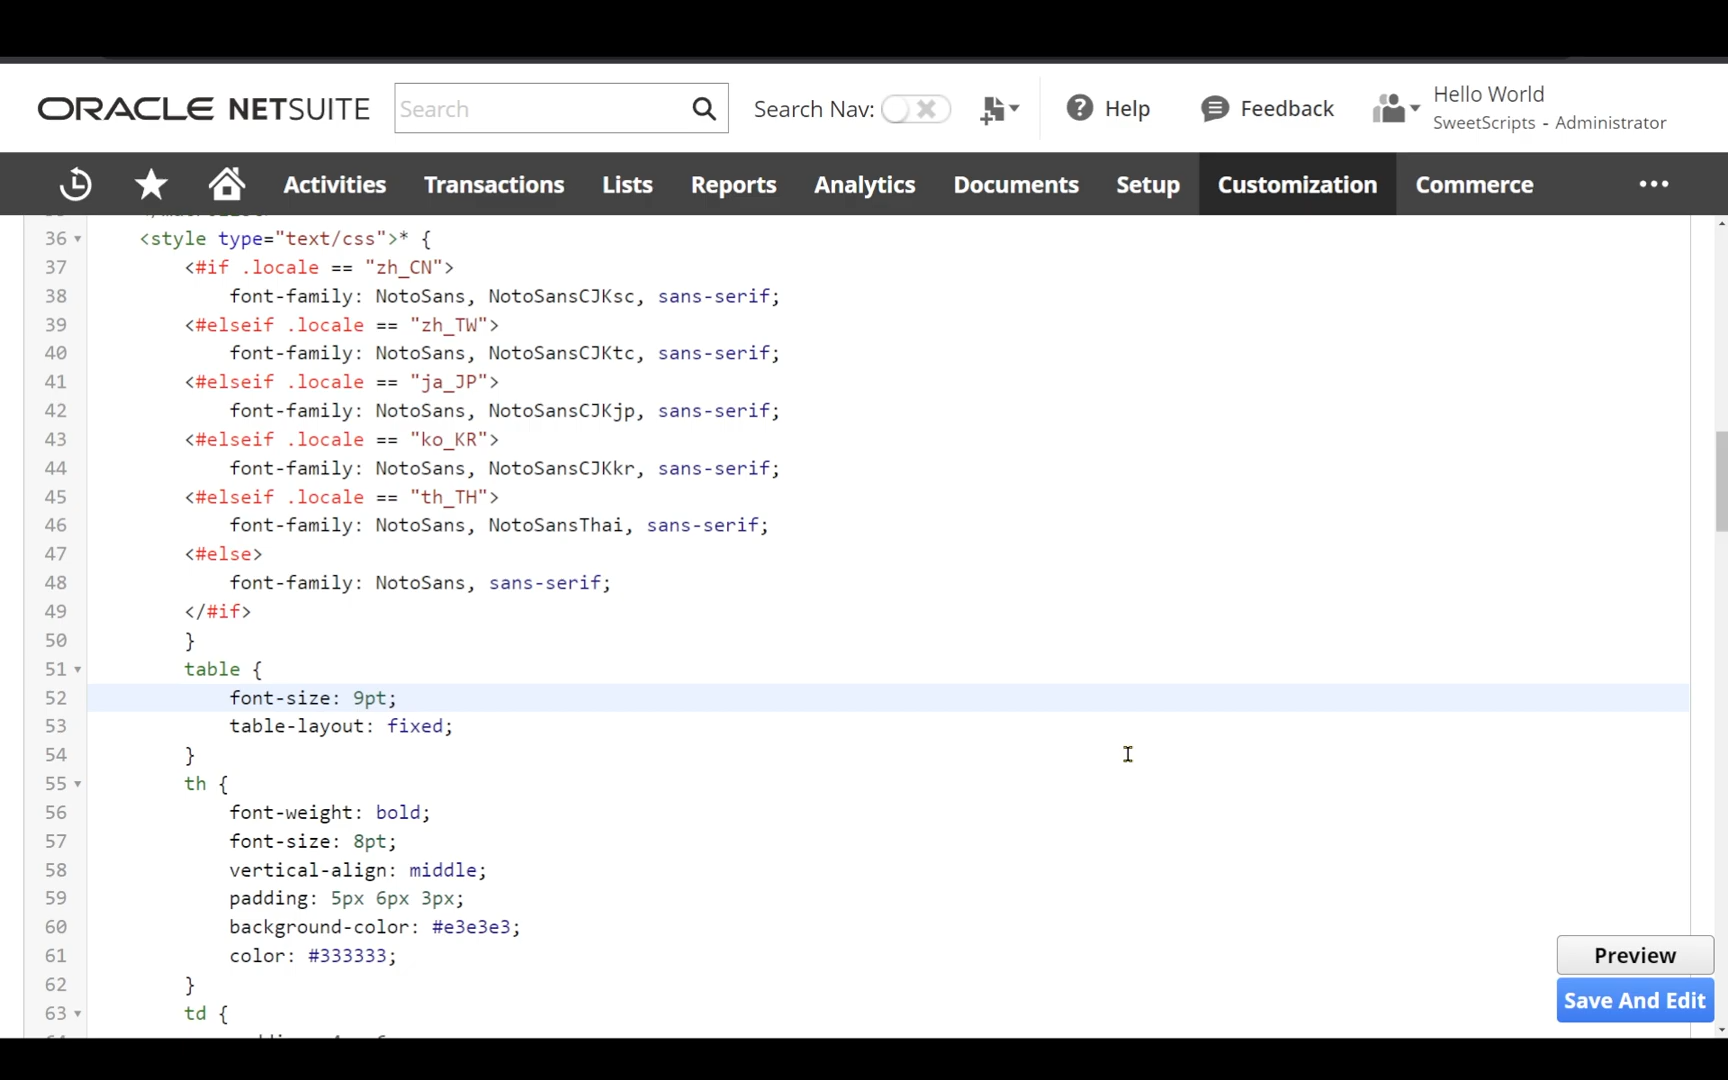 ORACLE NETSUITE
Search
Search Nav:
Help
Feedback
Hello World
SweetScripts - Administrator
Activities
Transactions
Lists
Reports
Analytics
Documents
Setup
Customization
Commerce
36 <style type="text/css">* {
37 <#if .locale == "zh_CN">
38 font-family: NotoSans, NotoSansCJKsc, sans-serif;
39 <#elseif .locale == "zh_TW">
40 font-family: NotoSans, NotoSansCJKtc, sans-serif;
41 <#elseif .locale == "ja_JP">
42 font-family: NotoSans, NotoSansCJKjp, sans-serif;
43 <#elseif .locale == "ko_KR">
44 font-family: NotoSans, NotoSansCJKkr, sans-serif;
45 <#elseif .locale == "th_TH">
46 font-family: NotoSans, NotoSansThai, sans-serif;
47 <#else>
48 font-family: NotoSans, sans-serif;
49 </#if>
50 }
51 table {
52 font-size: 9pt;
53 table-layout: fixed;
54 }
55 th {
56 font-weight: bold;
57 font-size: 8pt;
58 vertical-align: middle;
59 padding: 5px 6px 3px;
60 background-color: #e3e3e3;
61 color: #333333;
62 }
63 td {
Preview
Save And Edit